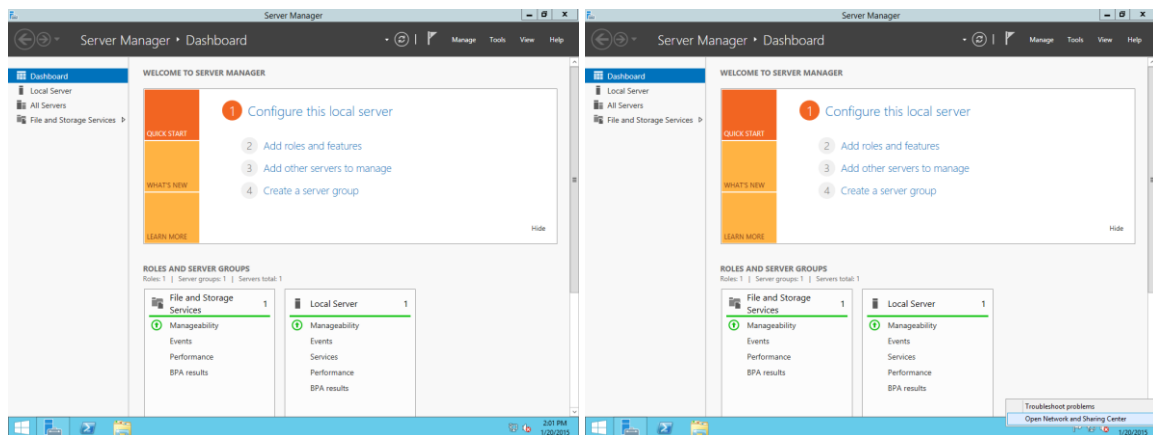 Server Manager
Server Manager • Dashboard
Manage Tools View Help
Dashboard
Local Server
All Servers
File and Storage Services
WELCOME TO SERVER MANAGER
QUICK START
WHAT'S NEW
LEARN MORE
1 Configure this local server
2 Add roles and features
3 Add other servers to manage
4 Create a server group
Hide
ROLES AND SERVER GROUPS
Roles: 1 | Server groups: 1 | Servers total: 1
File and Storage
Services
1
Manageability
Events
Performance
BPA results
Local Server 1
Manageability
Events
Services
Performance
BPA results
2:01 PM
1/20/2015
Server Manager
Server Manager • Dashboard
Manage Tools View Help
Dashboard
Local Server
All Servers
File and Storage Services
WELCOME TO SERVER MANAGER
QUICK START
WHAT'S NEW
LEARN MORE
1 Configure this local server
2 Add roles and features
3 Add other servers to manage
4 Create a server group
Hide
ROLES AND SERVER GROUPS
Roles: 1 | Server groups: 1 | Servers total: 1
File and Storage
Services
1
Manageability
Events
Performance
BPA results
Local Server 1
Manageability
Events
Services
Performance
BPA results
Troubleshoot problems
Open Network and Sharing Center
1/20/2015